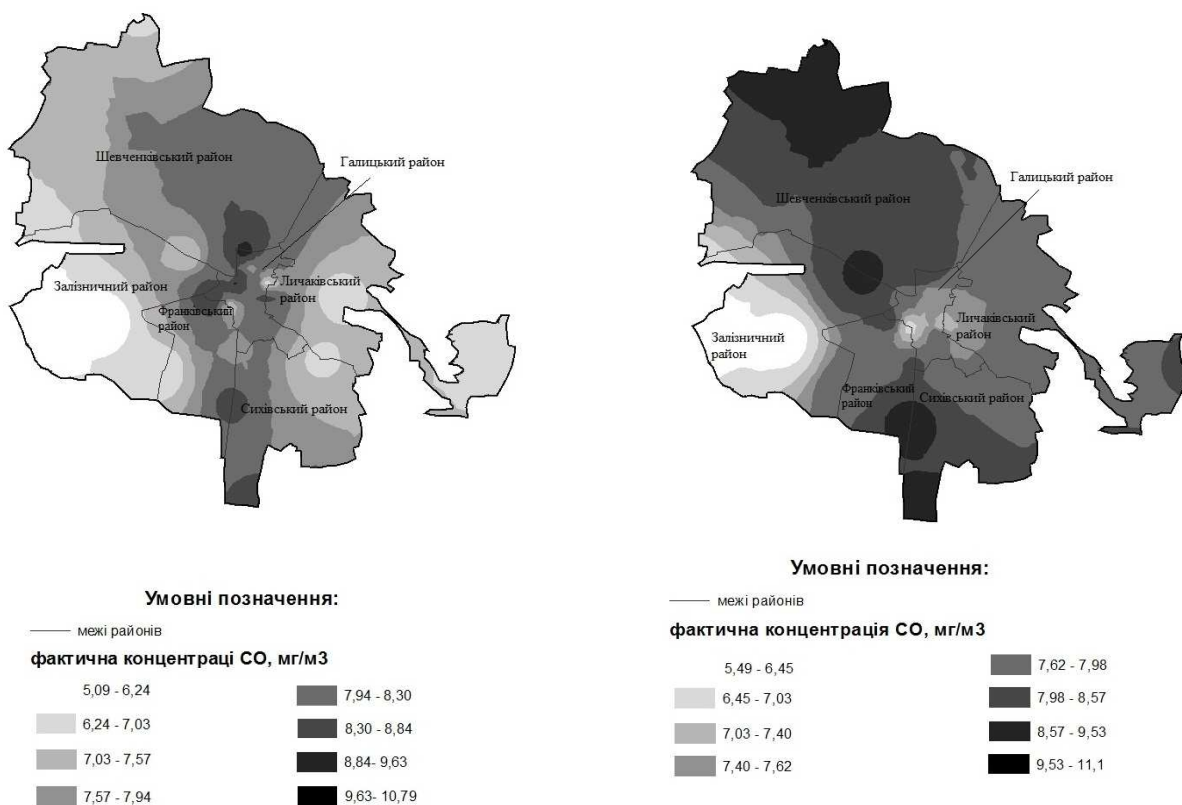 Шевченківський район
Галицький район
Залізничний район
Личаківський
район
Франківський
район
Сихівський район
Умовні позначення:
межі районів
фактична концентраці СО, мг/м3
5,09 - 6,24
6,24 - 7,03
7,03 - 7,57
7,57 - 7,94
7,94 - 8,30
8,30 - 8,84
8,84- 9,63
9,63- 10,79
Галицький район
Шевченківський район
Личаківський
район
Залізничний
район
Франківський
район
Сихівський район
Умовні позначення:
межі районів
фактична концентрація СО, мг/м3
5,49 - 6,45
6,45 - 7,03
7,03 - 7,40
7,40 - 7,62
7,62 - 7,98
7,98 - 8,57
8,57 - 9,53
9,53 - 11,1